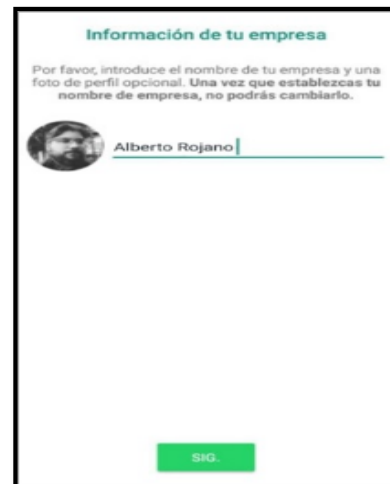 Información de tu empresa
Por favor, introduce el nombre de tu empresa y una
foto de perfil opcional. Una vez que establezcas tu
nombre de empresa, no podrás cambiarlo.
Alberto Rojano
SIG.